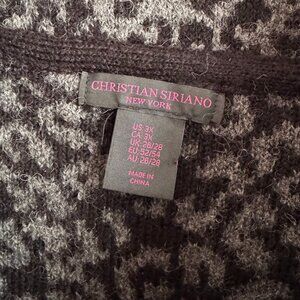 CHRISTIAN SIRIANO
NEW YORK
US: 3X
CA: 3X
UK: 26/28
EU: 52/54
AU: 26/28
MADE IN
CHINA